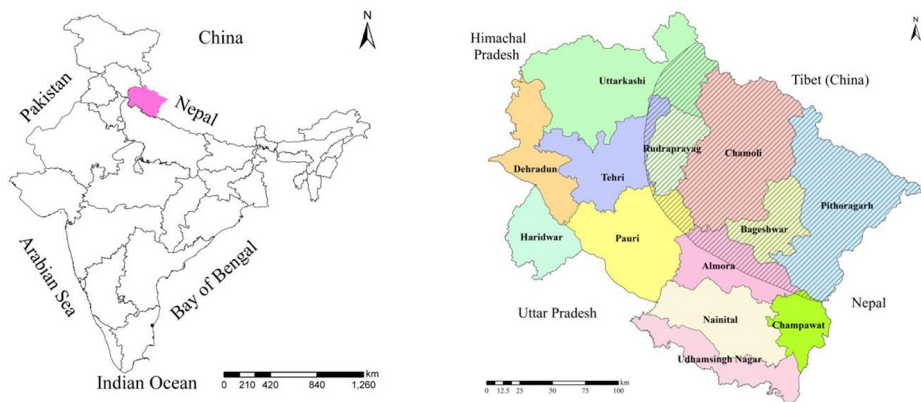 N
China
Pakistan
Nepal
Arabian Sea
Bay of Bengal
Indian Ocean
km
0 210 420 840 1,260
N
Himachal
Pradesh
Uttarkashi
Tibet (China)
Rudraprayag
Chamoli
Dehradun
Tehri
Pithoragarh
Haridwar
Pauri
Bageshwar
Almora
Uttar Pradesh
Nepal
Nainital
Champawat
Udhamsingh Nagar
km
0 12.5 25 50 75 100